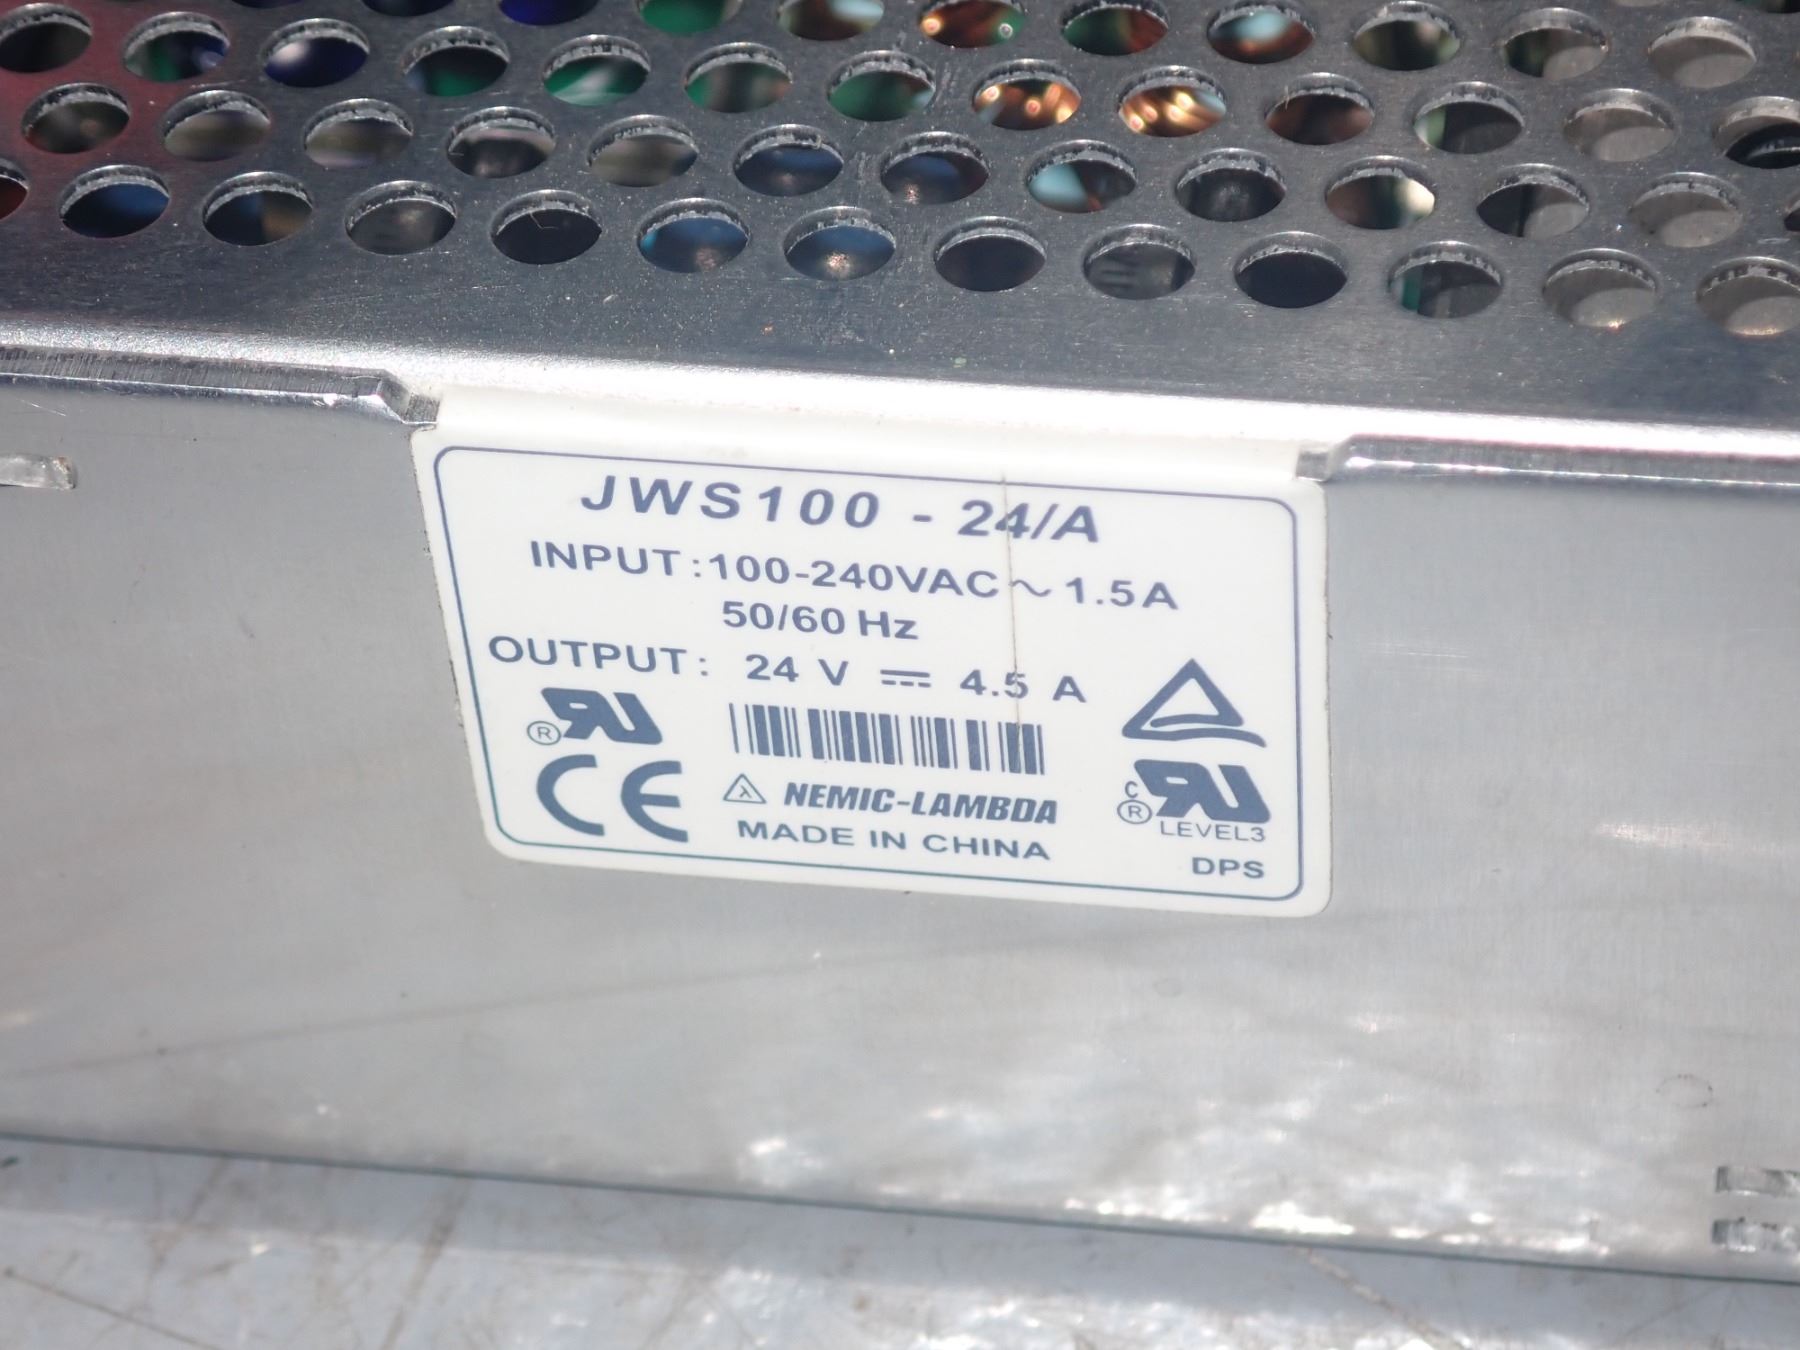 JWS100 - 24/A
INPUT:100-240VAC~1.5A
50/60 Hz
OUTPUT: 24 V ⎓ 4.5 A
NEMIC-LAMBDA
MADE IN CHINA
CE
C
LEVEL3
DPS